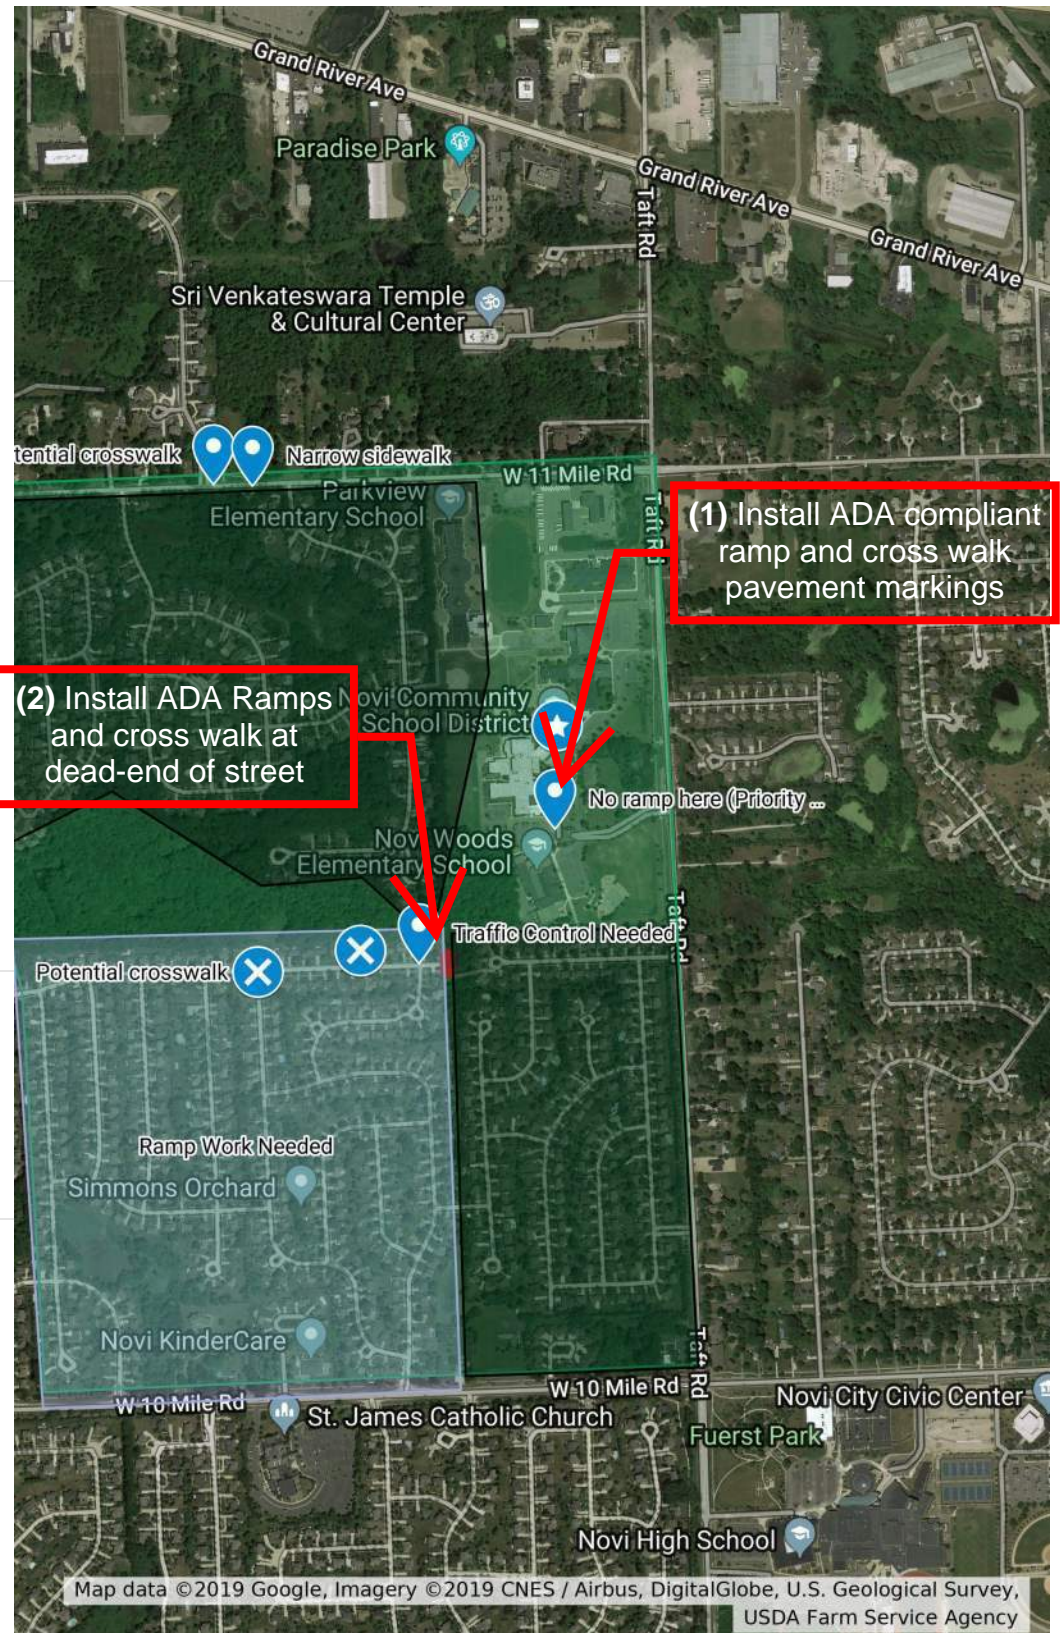 Grand River Ave
Paradise Park
Grand River Ave
Taft Rd
Grand River Ave
Sri Venkateswara Temple
& Cultural Center
tential crosswalk
Narrow sidewalk
W 11 Mile Rd
Parkview
Elementary School
Taft Rd
(1) Install ADA compliant
ramp and cross walk
pavement markings
(2) Install ADA Ramps
and cross walk at
dead-end of street
Novi Community
School District
No ramp here (Priority ...
Novi Woods
Elementary School
Taft Rd
Traffic Control Needed
Potential crosswalk
Ramp Work Needed
Simmons Orchard
Novi KinderCare
Taft Rd
W 10 Mile Rd
W 10 Mile Rd
Novi City Civic Center
St. James Catholic Church
Fuerst Park
Novi High School
Map data ©2019 Google, Imagery ©2019 CNES / Airbus, DigitalGlobe, U.S. Geological Survey,
USDA Farm Service Agency